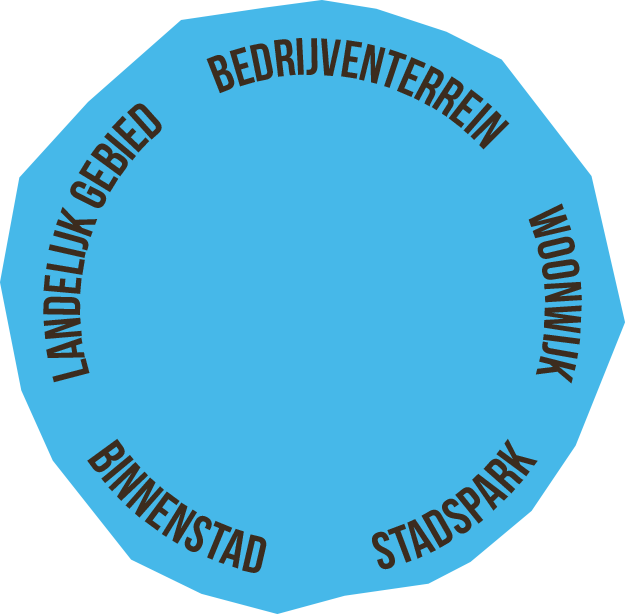 BEDRIJVENTERREIN
WOONWIJK
STADSPARK
BINNENSTAD
LANDELIJK GEBIED